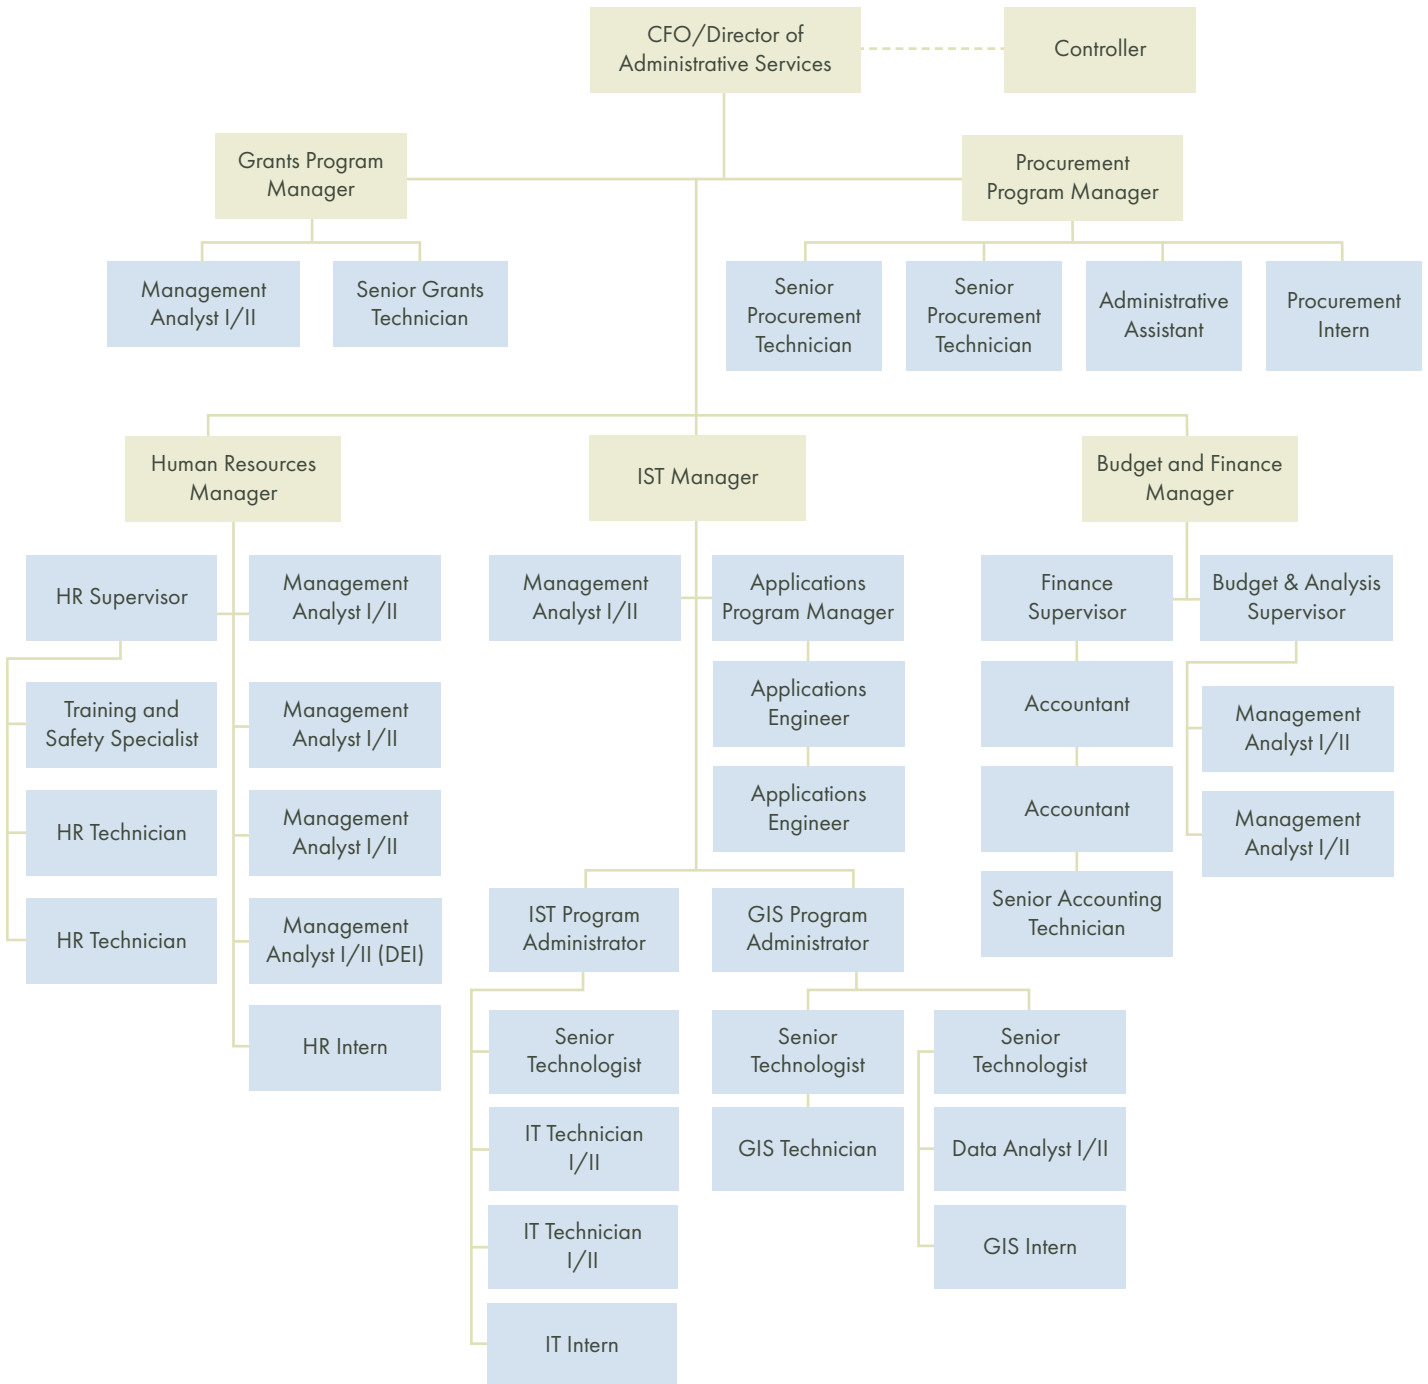 CFO/Director of
Administrative Services
Controller
Grants Program
Manager
Procurement
Program Manager
Management
Analyst I/II
Senior Grants
Technician
Senior
Procurement
Technician
Senior
Procurement
Technician
Administrative
Assistant
Procurement
Intern
Human Resources
Manager
IST Manager
Budget and Finance
Manager
HR Supervisor
Management
Analyst I/II
Training and
Safety Specialist
Management
Analyst I/II
HR Technician
Management
Analyst I/II
HR Technician
Management
Analyst I/II (DEI)
HR Intern
Management
Analyst I/II
Applications
Program Manager
Applications
Engineer
Applications
Engineer
IST Program
Administrator
GIS Program
Administrator
Senior
Technologist
IT Technician
I/II
IT Technician
I/II
IT Intern
Senior
Technologist
GIS Technician
Senior
Technologist
Data Analyst I/II
GIS Intern
Finance
Supervisor
Budget & Analysis
Supervisor
Accountant
Accountant
Senior Accounting
Technician
Management
Analyst I/II
Management
Analyst I/II